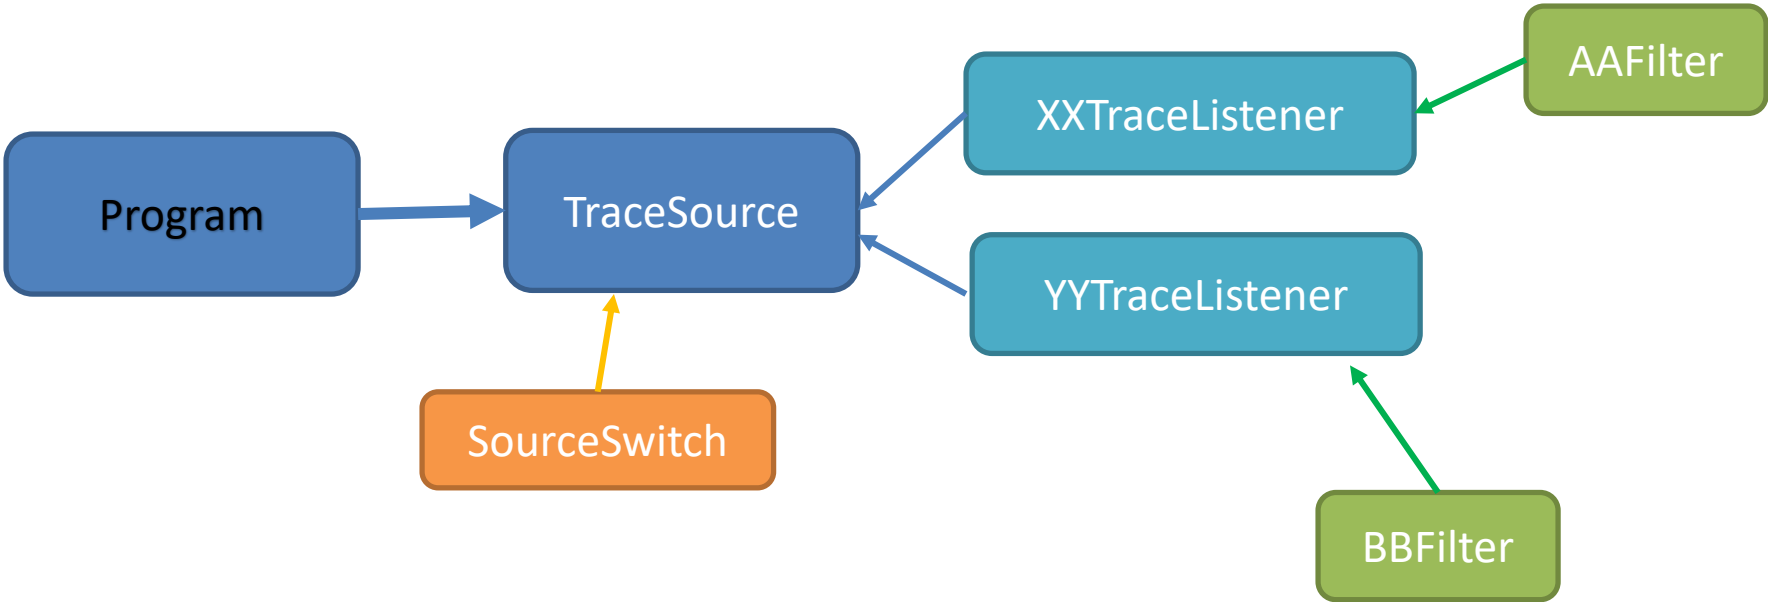 AAFilter
XXTraceListener
Program
TraceSource
YYTraceListener
SourceSwitch
BBFilter